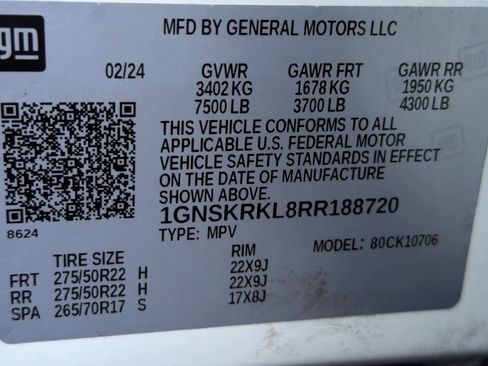 gm
MFD BY GENERAL MOTORS LLC
02/24 GVWR GAWR FRT GAWR RR
3402 KG 1678 KG 1950 KG
7500 LB 3700 LB 4300 LB
THIS VEHICLE CONFORMS TO ALL
APPLICABLE U.S. FEDERAL MOTOR
VEHICLE SAFETY STANDARDS IN EFFECT
ON THE DATE OF MANUFACTURE
SHOWN ABOVE.
8624
1GNSKRKL8RR188720
TYPE: MPV MODEL: 80CK10706
TIRE SIZE RIM
FRT 275/50R22 H 22X9J
RR 275/50R22 H 22X9J
SPA 265/70R17 S 17X8J